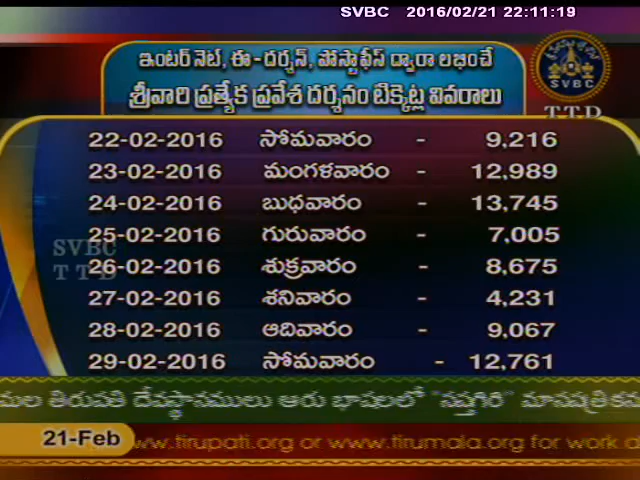 SVBC 2016/02/21 22:11:19
ఇంటర్ నెట్, ఈ - దర్శన్, పోస్టాఫీస్ ద్వారా లభించే
శ్రీవారి ప్రత్యేక ప్రవేశ దర్శనం టిక్కెట్ల వివరాలు
SVBC
T T D
22-02-2016 సోమవారం - 9,216
23-02-2016 మంగళవారం - 12,989
24-02-2016 బుధవారం - 13,745
25-02-2016 గురువారం - 7,005
SVBC
T T D
26-02-2016 శుక్రవారం - 8,675
27-02-2016 శనివారం - 4,231
28-02-2016 ఆదివారం - 9,067
29-02-2016 సోమవారం - 12,761
మల తిరుపతి దేవస్థానములు ఆరు భాషలలో "సప్తగిరి" మాసపత్రిక
21-Feb www.tirupati.org or www.tirumala.org for work